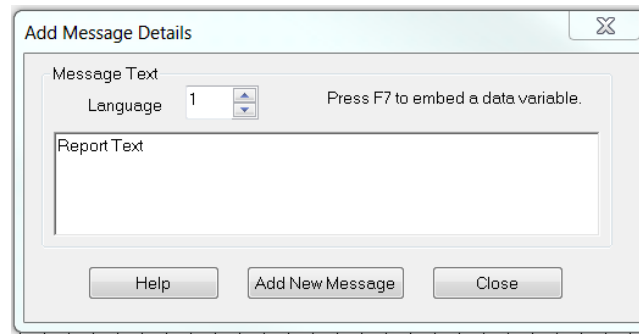 Add Message Details
Message Text
Language 1 Press F7 to embed a data variable.
Report Text
Help Add New Message Close